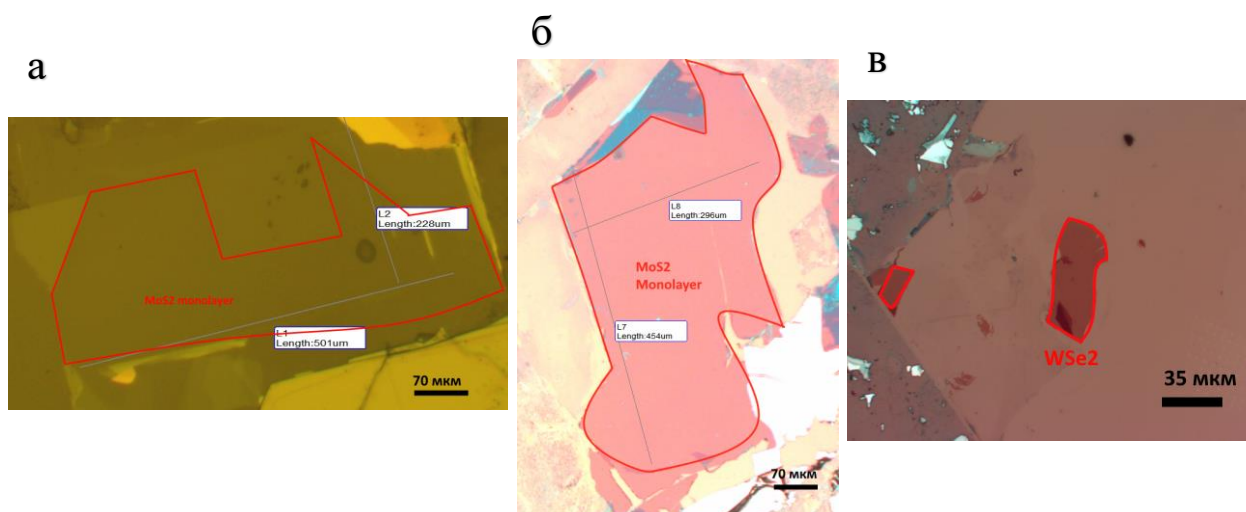 а
L2
Length:228um
MoS2 monolayer
L1
Length:501um
70 мкм
б
L8
Length:296um
MoS2
Monolayer
L7
Length:454um
70 мкм
в
WSe2
35 мкм